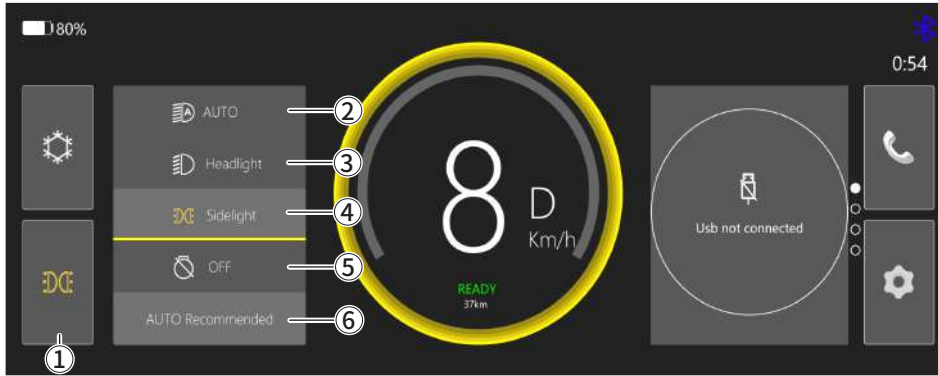 80%
0:54
AUTO
②
Headlight
③
Sidelight
④
OFF
⑤
AUTO Recommended
⑥
①
8
D
Km/h
READY
37km
Usb not connected